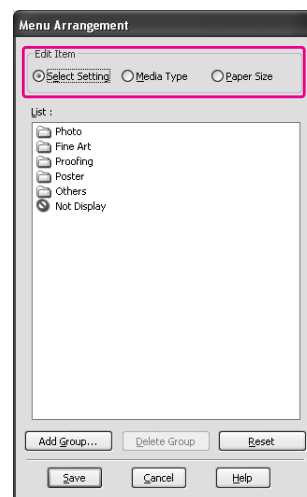 Menu Arrangement
Edit Item
Select Setting Media Type Paper Size
List :
Photo
Fine Art
Proofing
Poster
Others
Not Display
Add Group... Delete Group Reset
Save Cancel Help